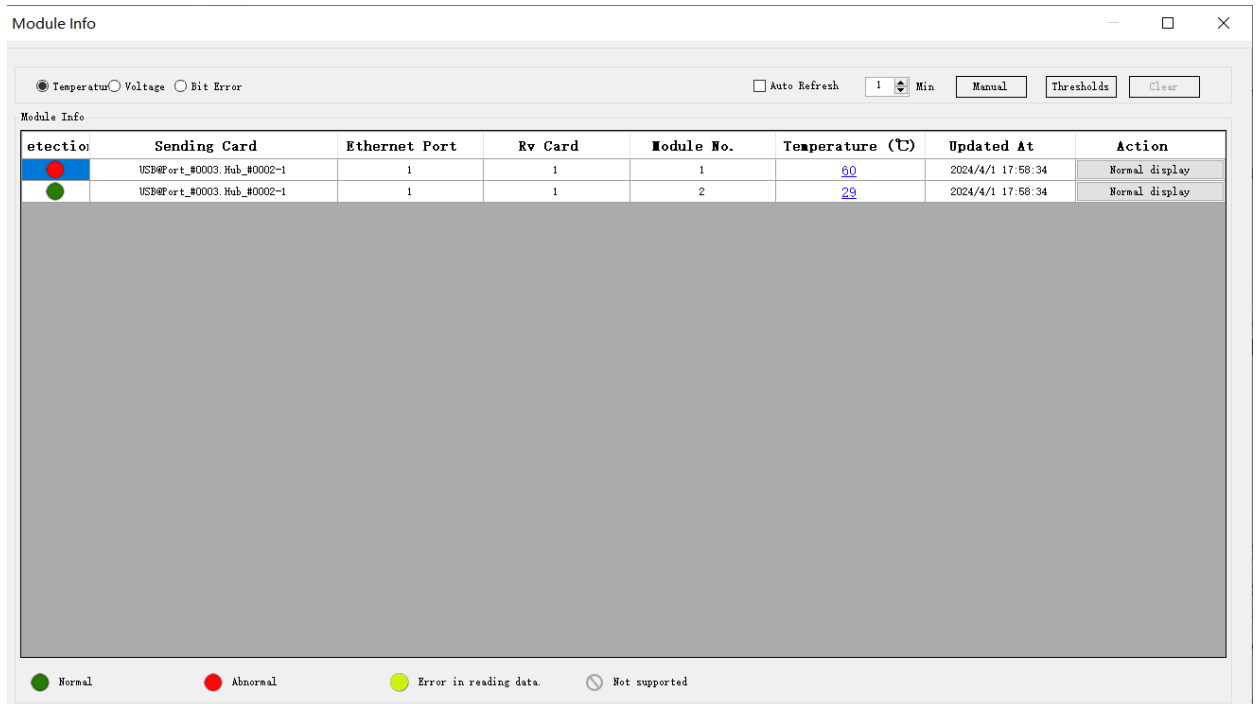 Module Info
Temperatur Voltage Bit Error Auto Refresh 1 Min Manual Thresholds Clear
Module Info
etection Sending Card Ethernet Port Rv Card Module No. Temperature (℃) Updated At Action
USB@Port_#0003.Hub_#0002-1 1 1 1 60 2024/4/1 17:58:34 Normal display
USB@Port_#0003.Hub_#0002-1 1 1 2 29 2024/4/1 17:58:34 Normal display
Normal Abnormal Error in reading data. Not supported